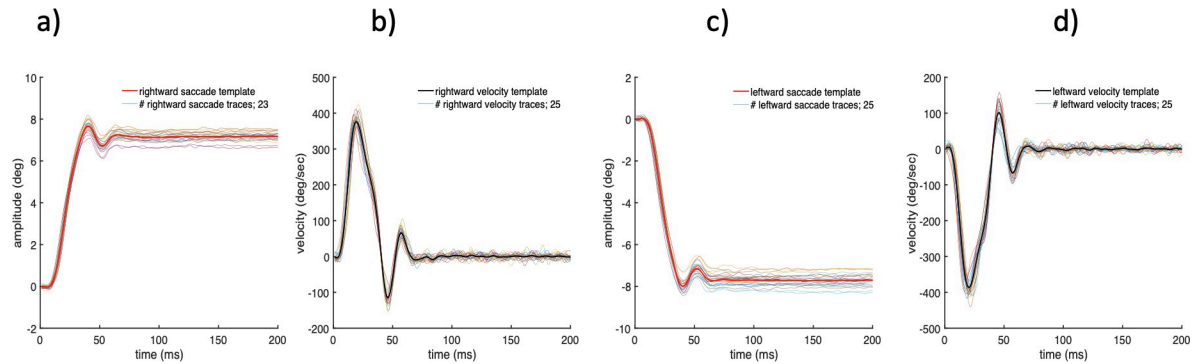 a)
b)
c)
d)
10
8
6
4
2
0
-2
amplitude (deg)
rightward saccade template
# rightward saccade traces; 23
0 50 100 150 200
time (ms)
500
400
300
200
100
0
-100
-200
velocity (deg/sec)
rightward velocity template
# rightward velocity traces; 25
0 50 100 150 200
time (ms)
2
0
-2
-4
-6
-8
-10
amplitude (deg)
leftward saccade template
# leftward saccade traces; 25
0 50 100 150 200
time (ms)
200
100
0
-100
-200
-300
-400
-500
velocity (deg/sec)
leftward velocity template
# leftward velocity traces; 25
0 50 100 150 200
time (ms)